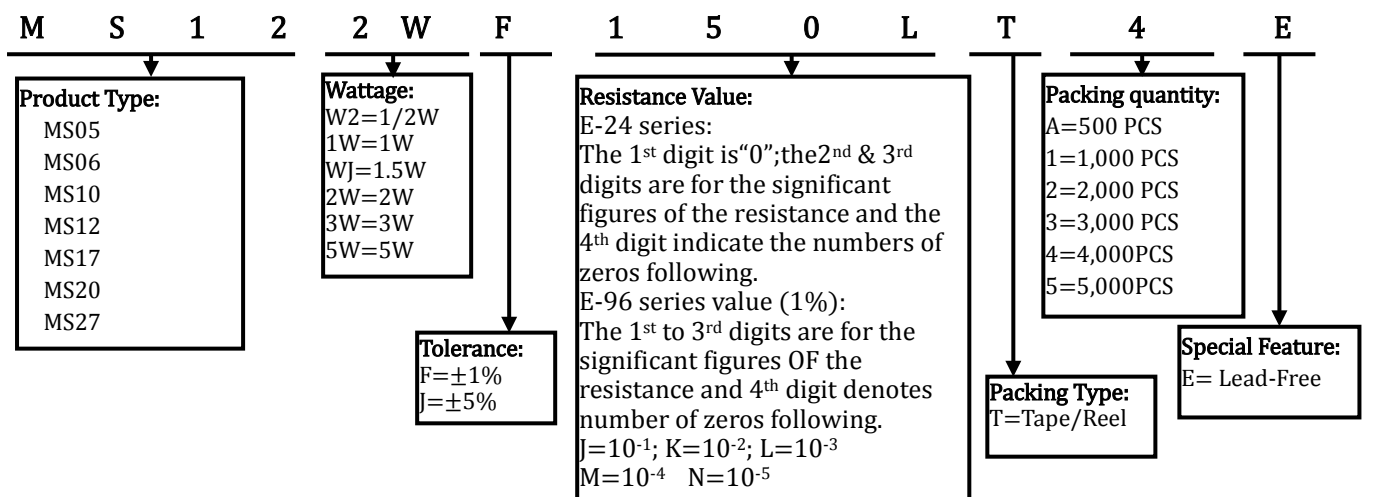 M S 1 2 2 W F 1 5 0 L T 4 E
Product Type:
MS05
MS06
MS10
MS12
MS17
MS20
MS27
Wattage:
W2=1/2W
1W=1W
WJ=1.5W
2W=2W
3W=3W
5W=5W
Tolerance:
F=±1%
J=±5%
Resistance Value:
E-24 series:
The 1st digit is“0”;the2nd & 3rd
digits are for the significant
figures of the resistance and the
4th digit indicate the numbers of
zeros following.
E-96 series value (1%):
The 1st to 3rd digits are for the
significant figures OF the
resistance and 4th digit denotes
number of zeros following.
J=10-1; K=10-2; L=10-3
M=10-4 N=10-5
Packing Type:
T=Tape/Reel
Packing quantity:
A=500 PCS
1=1,000 PCS
2=2,000 PCS
3=3,000 PCS
4=4,000PCS
5=5,000PCS
Special Feature:
E= Lead-Free